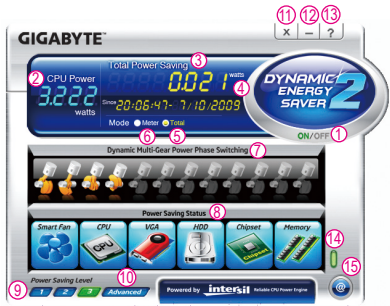 ⑪ ⑫ ⑬
X — ?
GIGABYTE™
Total Power Saving ③
② CPU Power
0.021 watts
④
3.222
watts
Since 20:06:47- 7/10/2009
Mode Meter Total
⑥ ⑤
DYNAMIC
ENERGY
SAVER 2
ON/OFF ①
Dynamic Multi-Gear Power Phase Switching ⑦
Power Saving Status ⑧
Smart Fan CPU VGA HDD Chipset Memory
CPU
Chipset
⑭
⑩
⑮
Power Saving Level
⑨ 1 2 3 Advanced
Powered by intersil Reliable CPU Power Engine
@